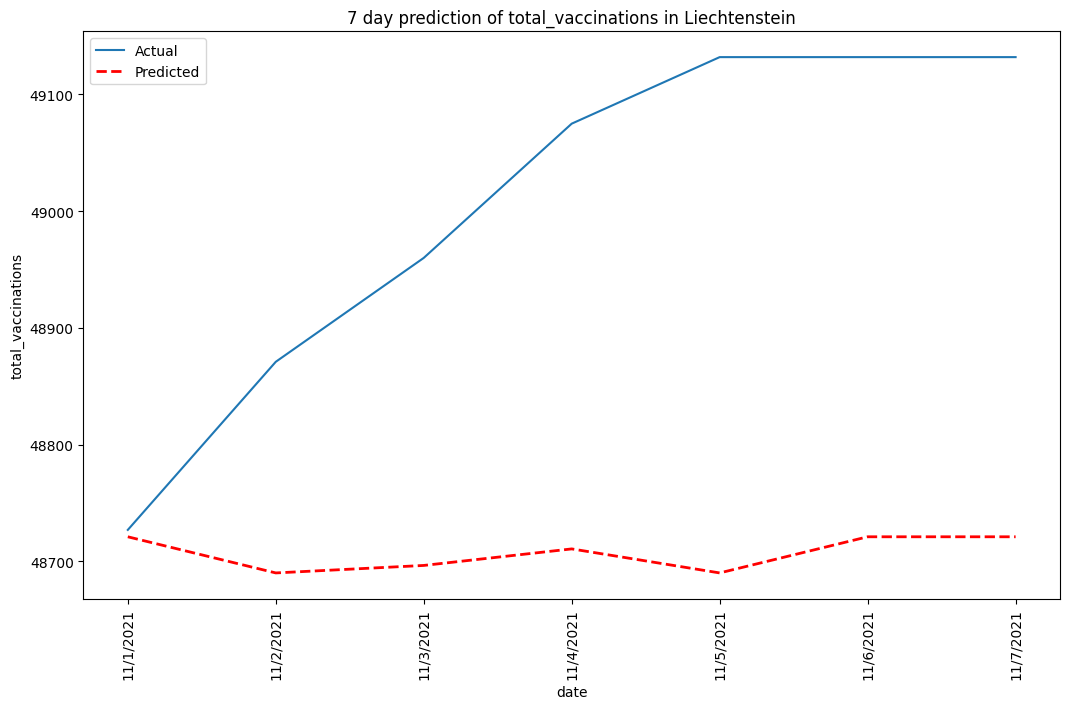 7 day prediction of total_vaccinations in Liechtenstein
Actual
Predicted
total_vaccinations
49100
49000
48900
48800
48700
11/1/2021
11/2/2021
11/3/2021
11/4/2021
11/5/2021
11/6/2021
11/7/2021
date